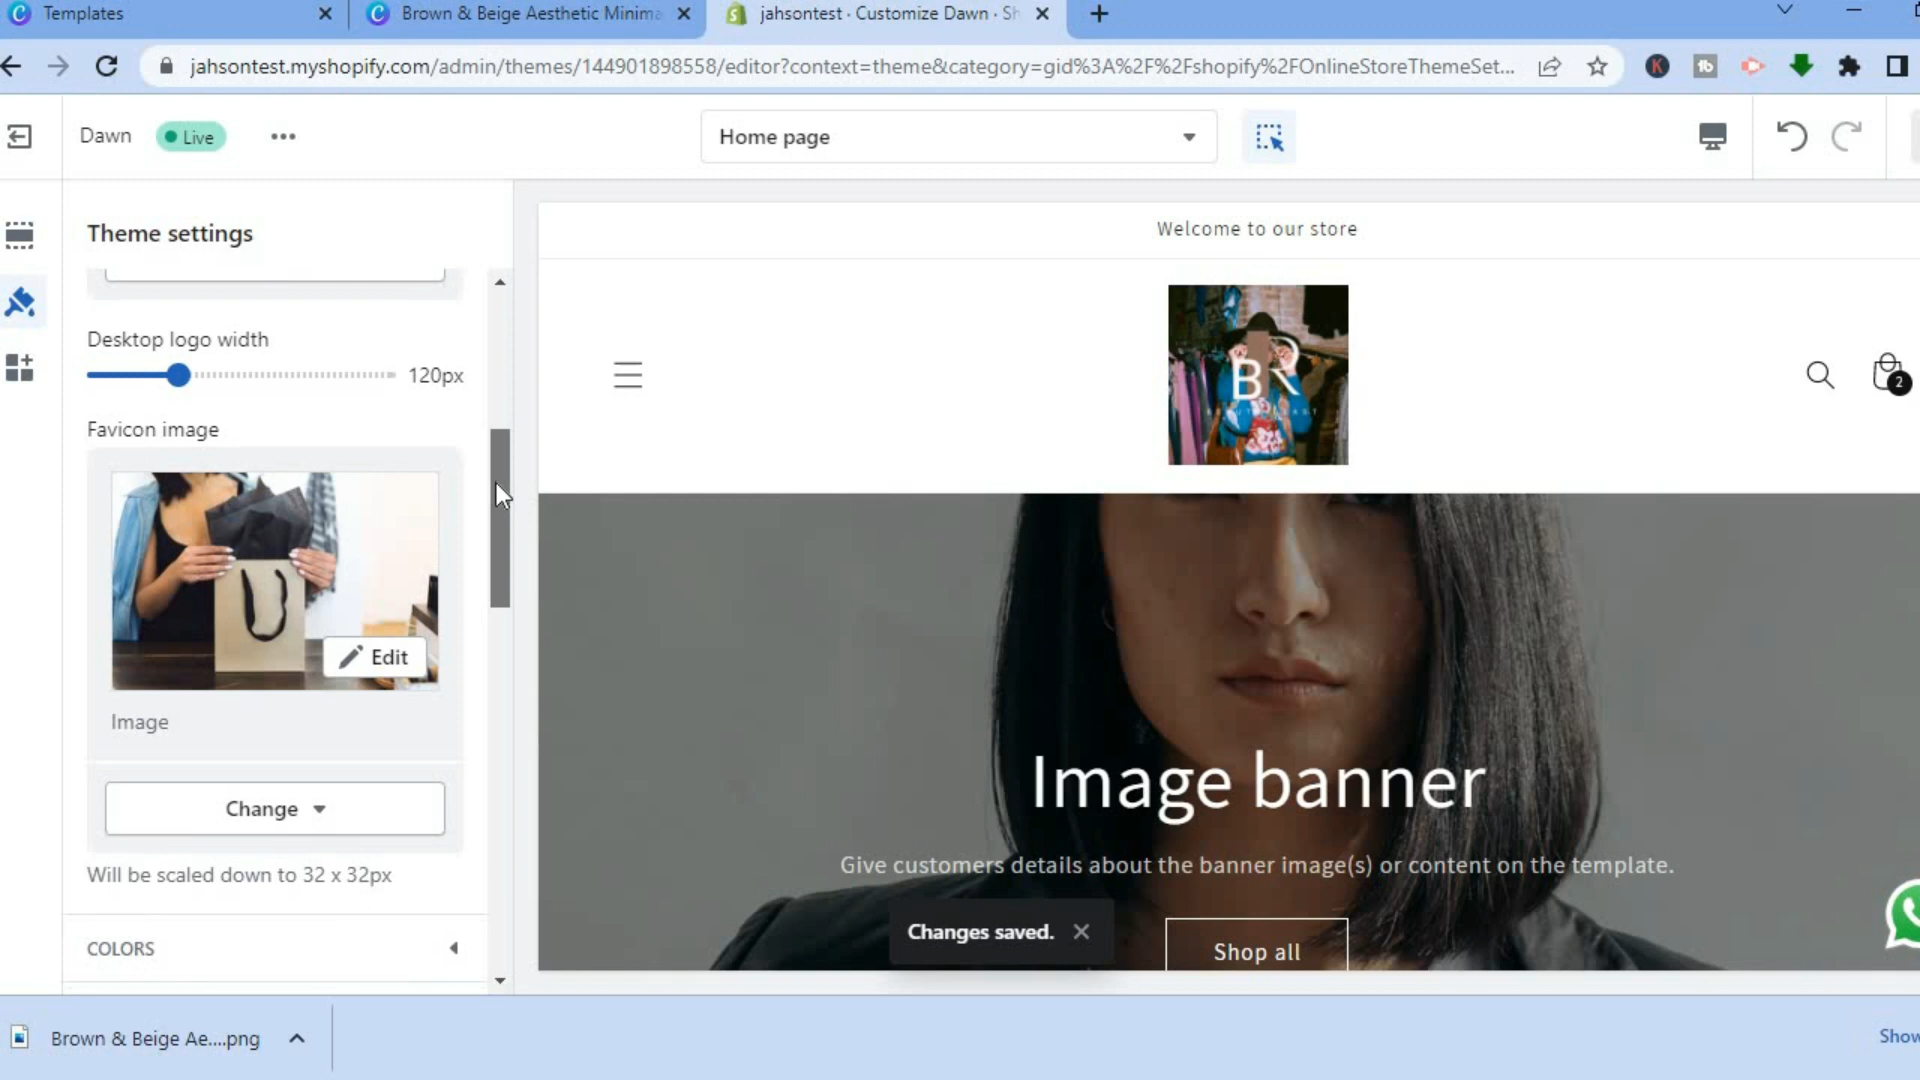 Templates
Brown & Beige Aesthetic Minima
jahsontest · Customize Dawn · Sh
jahsontest.myshopify.com/admin/themes/144901898558/editor?context=theme&category=gid%3A%2F%2Fshopify%2FOnlineStoreThemeSet...
Dawn
Live
Home page
Theme settings
Desktop logo width
120px
Favicon image
Edit
Image
Change
Will be scaled down to 32 x 32px
COLORS
Welcome to our store
BR
2
Image banner
Give customers details about the banner image(s) or content on the template.
Changes saved.
Shop all
Brown & Beige Ae....png
Show